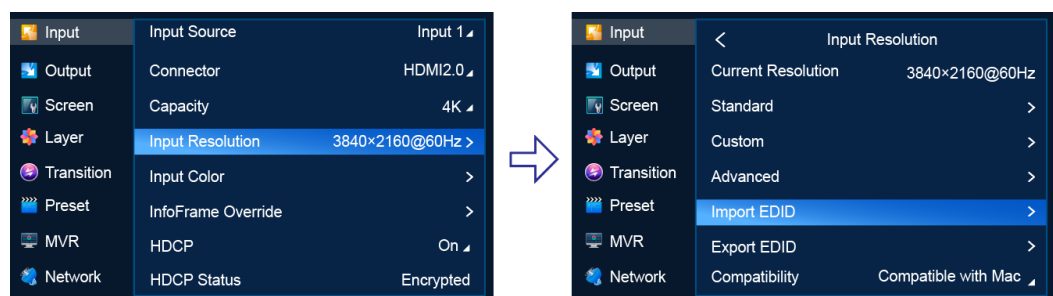 Input
Output
Screen
Layer
Transition
Preset
MVR
Network
Input Source Input 1
Connector HDMI2.0
Capacity 4K
Input Resolution 3840×2160@60Hz >
Input Color >
InfoFrame Override >
HDCP On
HDCP Status Encrypted
Input
Output
Screen
Layer
Transition
Preset
MVR
Network
< Input Resolution
Current Resolution 3840×2160@60Hz
Standard >
Custom >
Advanced >
Import EDID >
Export EDID >
Compatibility Compatible with Mac